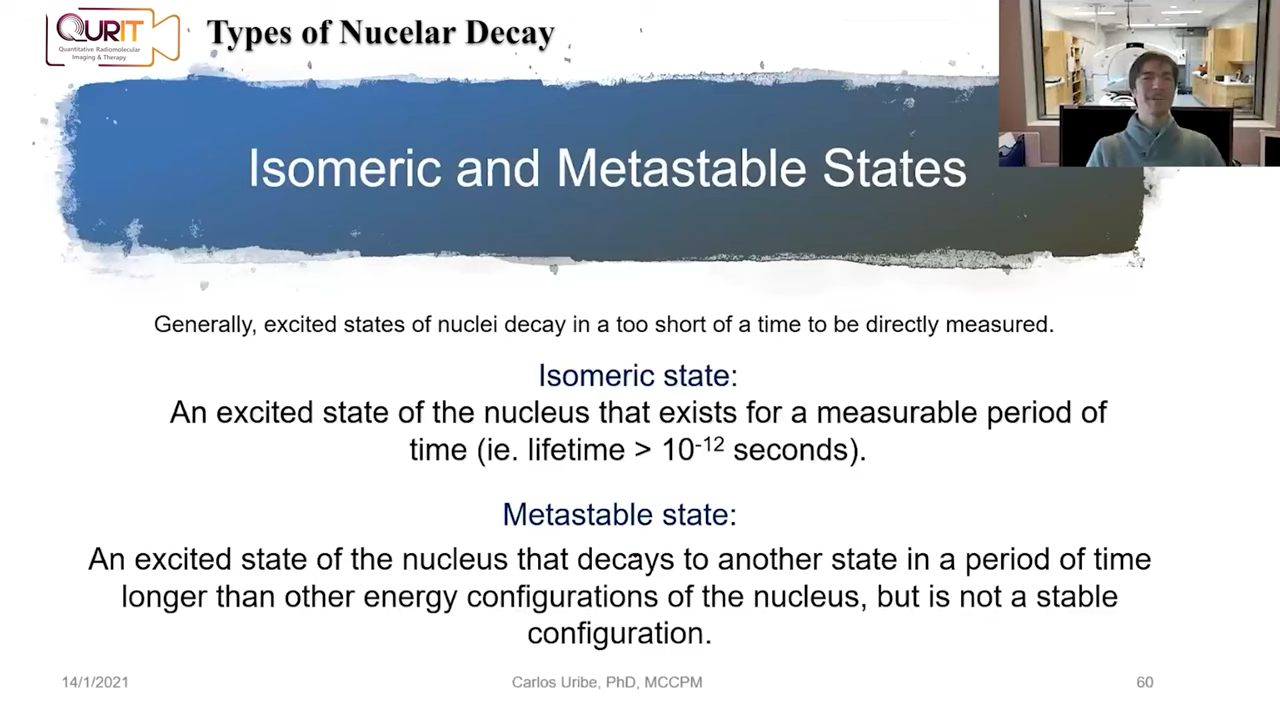 QURIT
Quantitative Radiomolecular
Imaging & Therapy
Types of Nucelar Decay
Isomeric and Metastable States
Generally, excited states of nuclei decay in a too short of a time to be directly measured.
Isomeric state:
An excited state of the nucleus that exists for a measurable period of
time (ie. lifetime > 10⁻¹² seconds).
Metastable state:
An excited state of the nucleus that decays to another state in a period of time
longer than other energy configurations of the nucleus, but is not a stable
configuration.
14/1/2021
Carlos Uribe, PhD, MCCPM
60